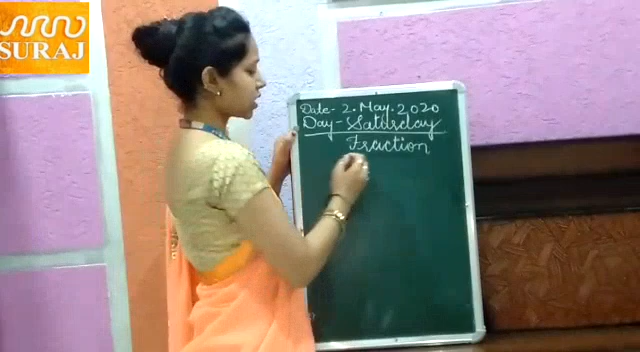 SURAJ
Date- 2. May. 2020
Day- Saturday
Fraction